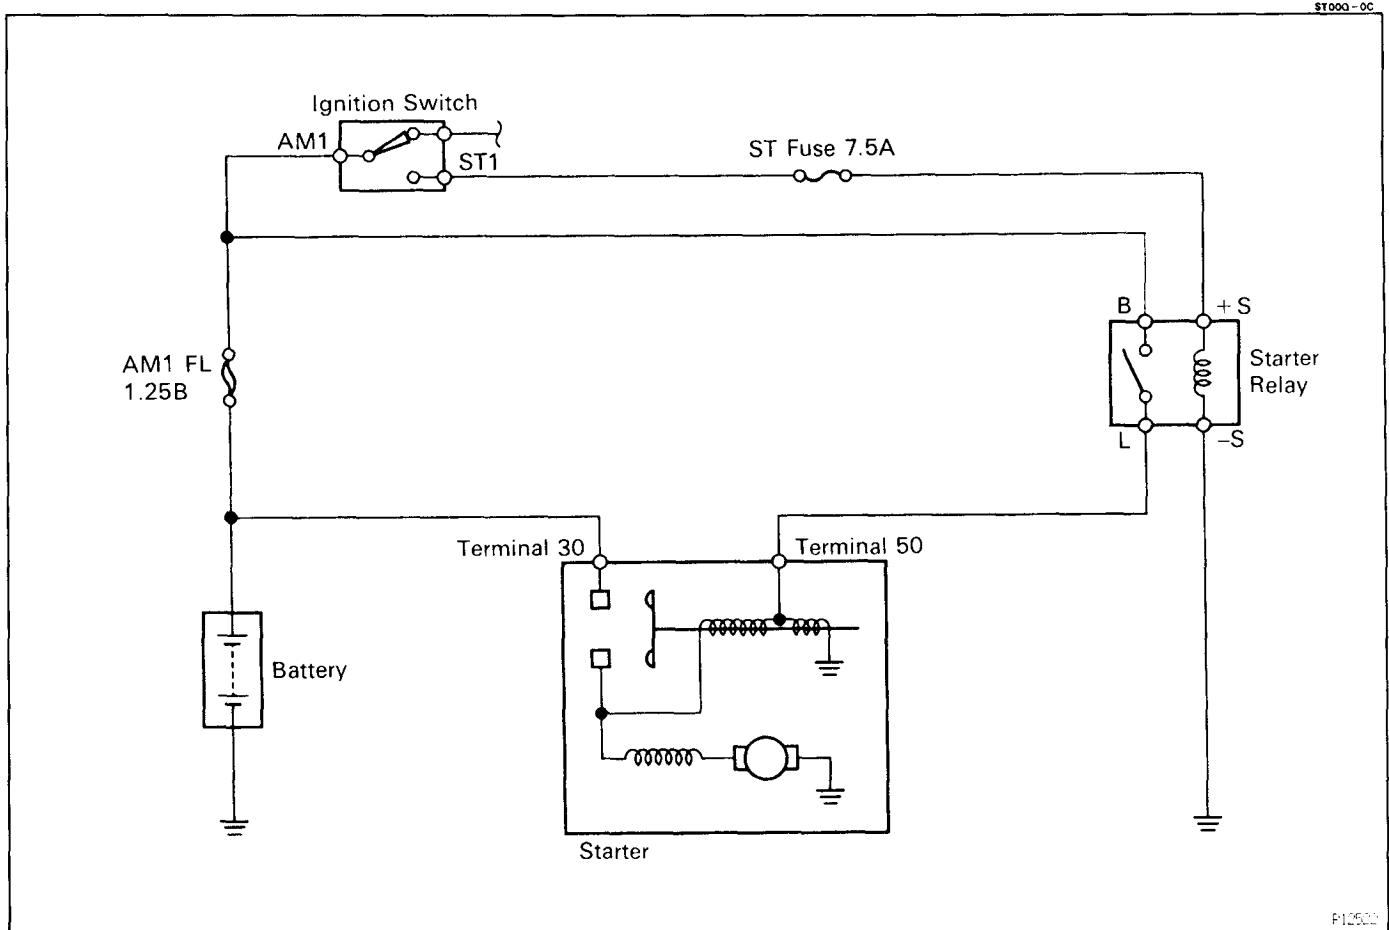 ST00Q-0C
Ignition Switch
AM1
ST1
ST Fuse 7.5A
B
+S
AM1 FL
1.25B
Starter
Relay
L
-S
Terminal 30
Terminal 50
Battery
Starter
P12522